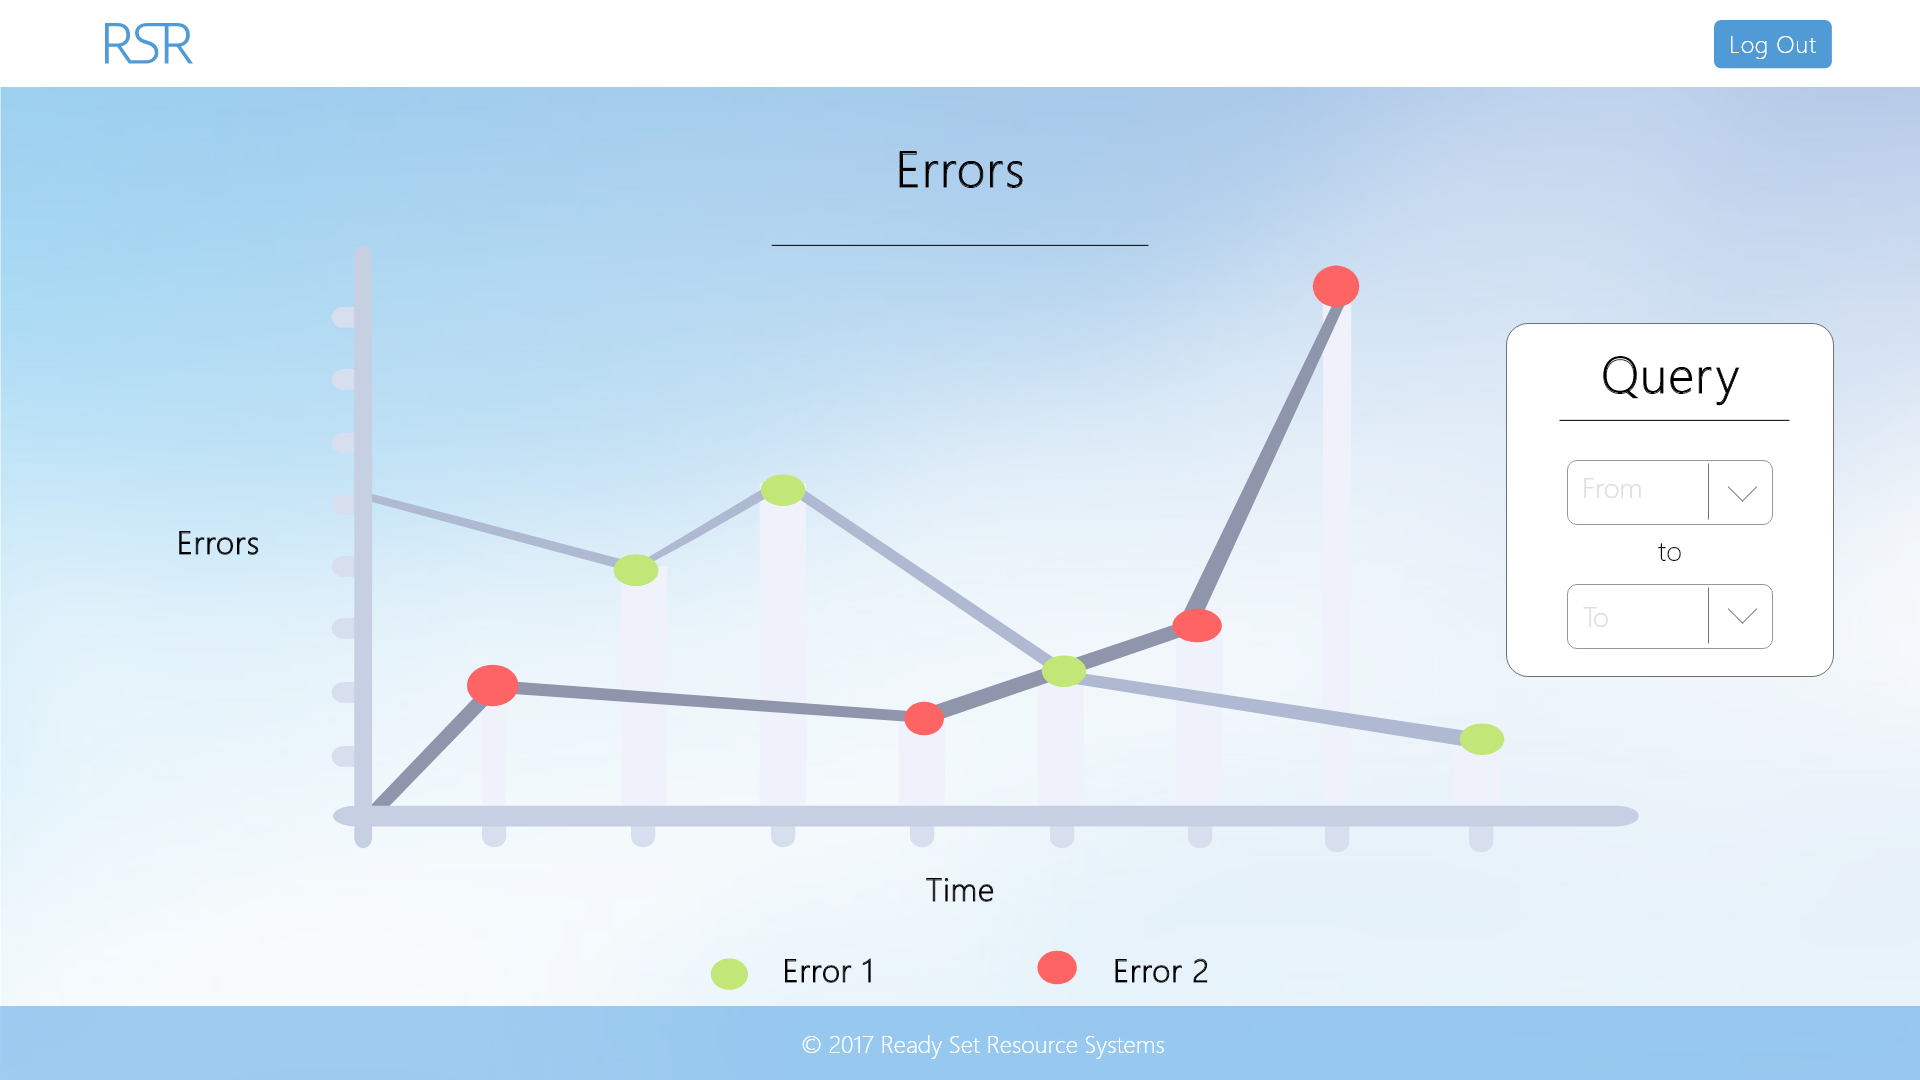 RSR
Log Out
Errors
Query
From
to
To
Errors
Time
Error 1
Error 2
© 2017 Ready Set Resource Systems